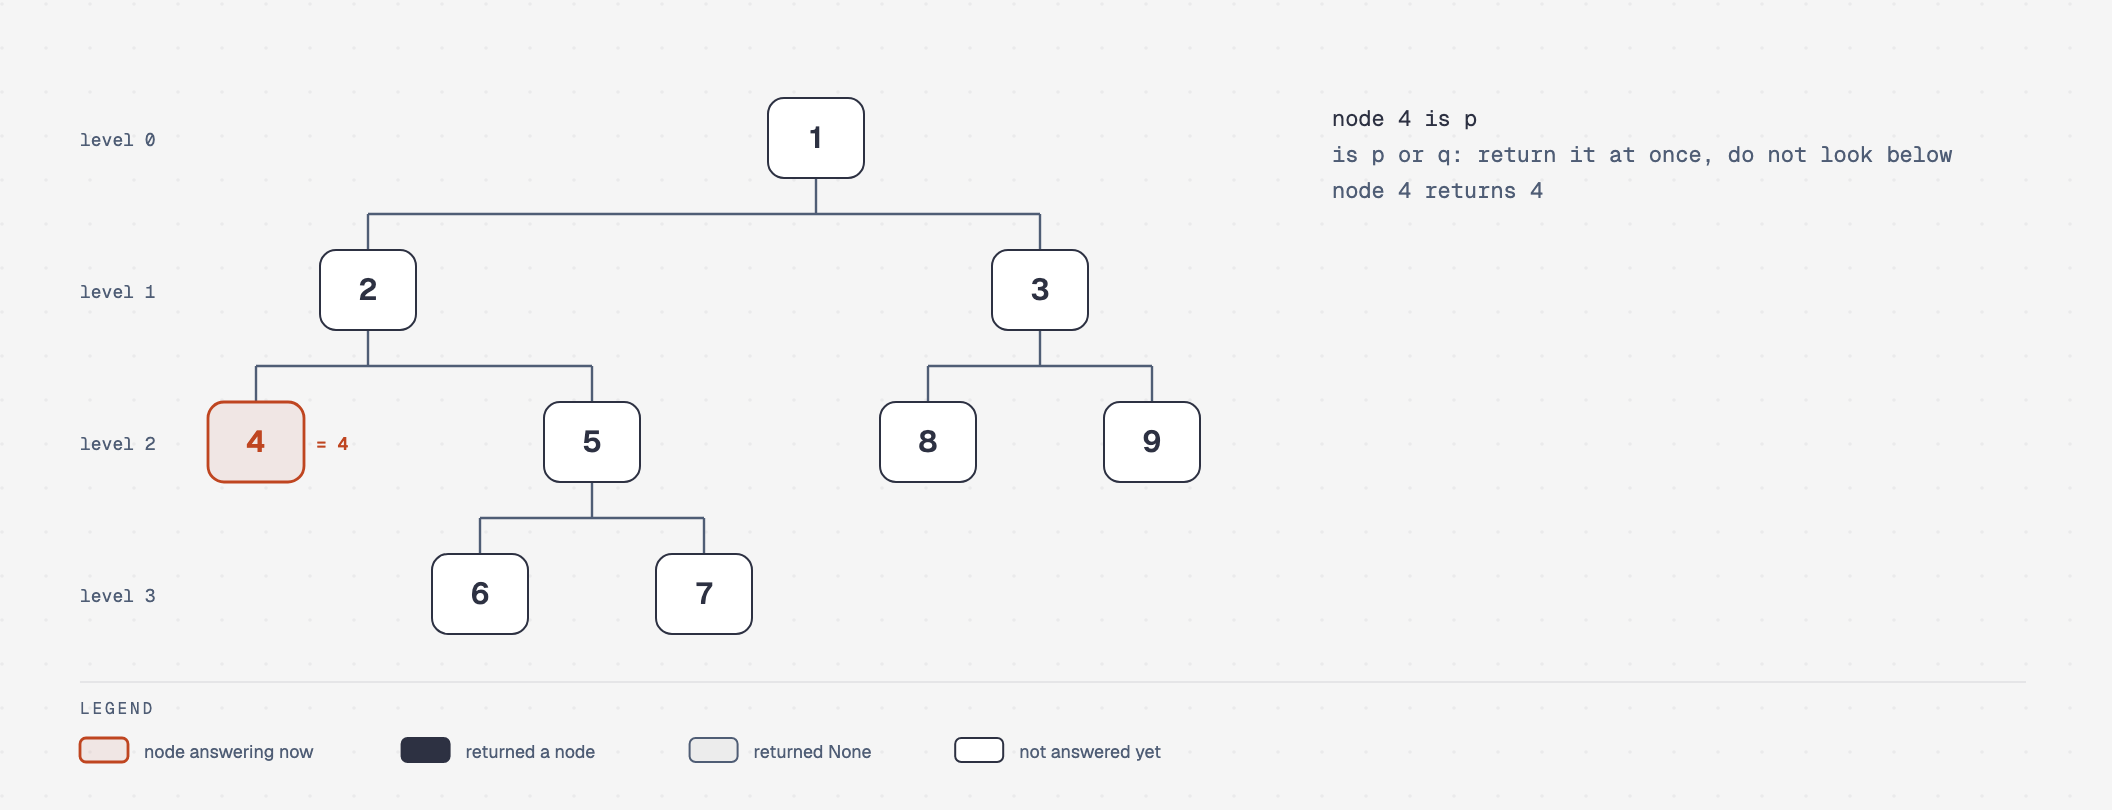 level 0
1
node 4 is p
is p or q: return it at once, do not look below
node 4 returns 4
level 1
2
3
level 2
4
= 4
5
8
9
level 3
6
7
LEGEND
node answering now
returned a node
returned None
not answered yet